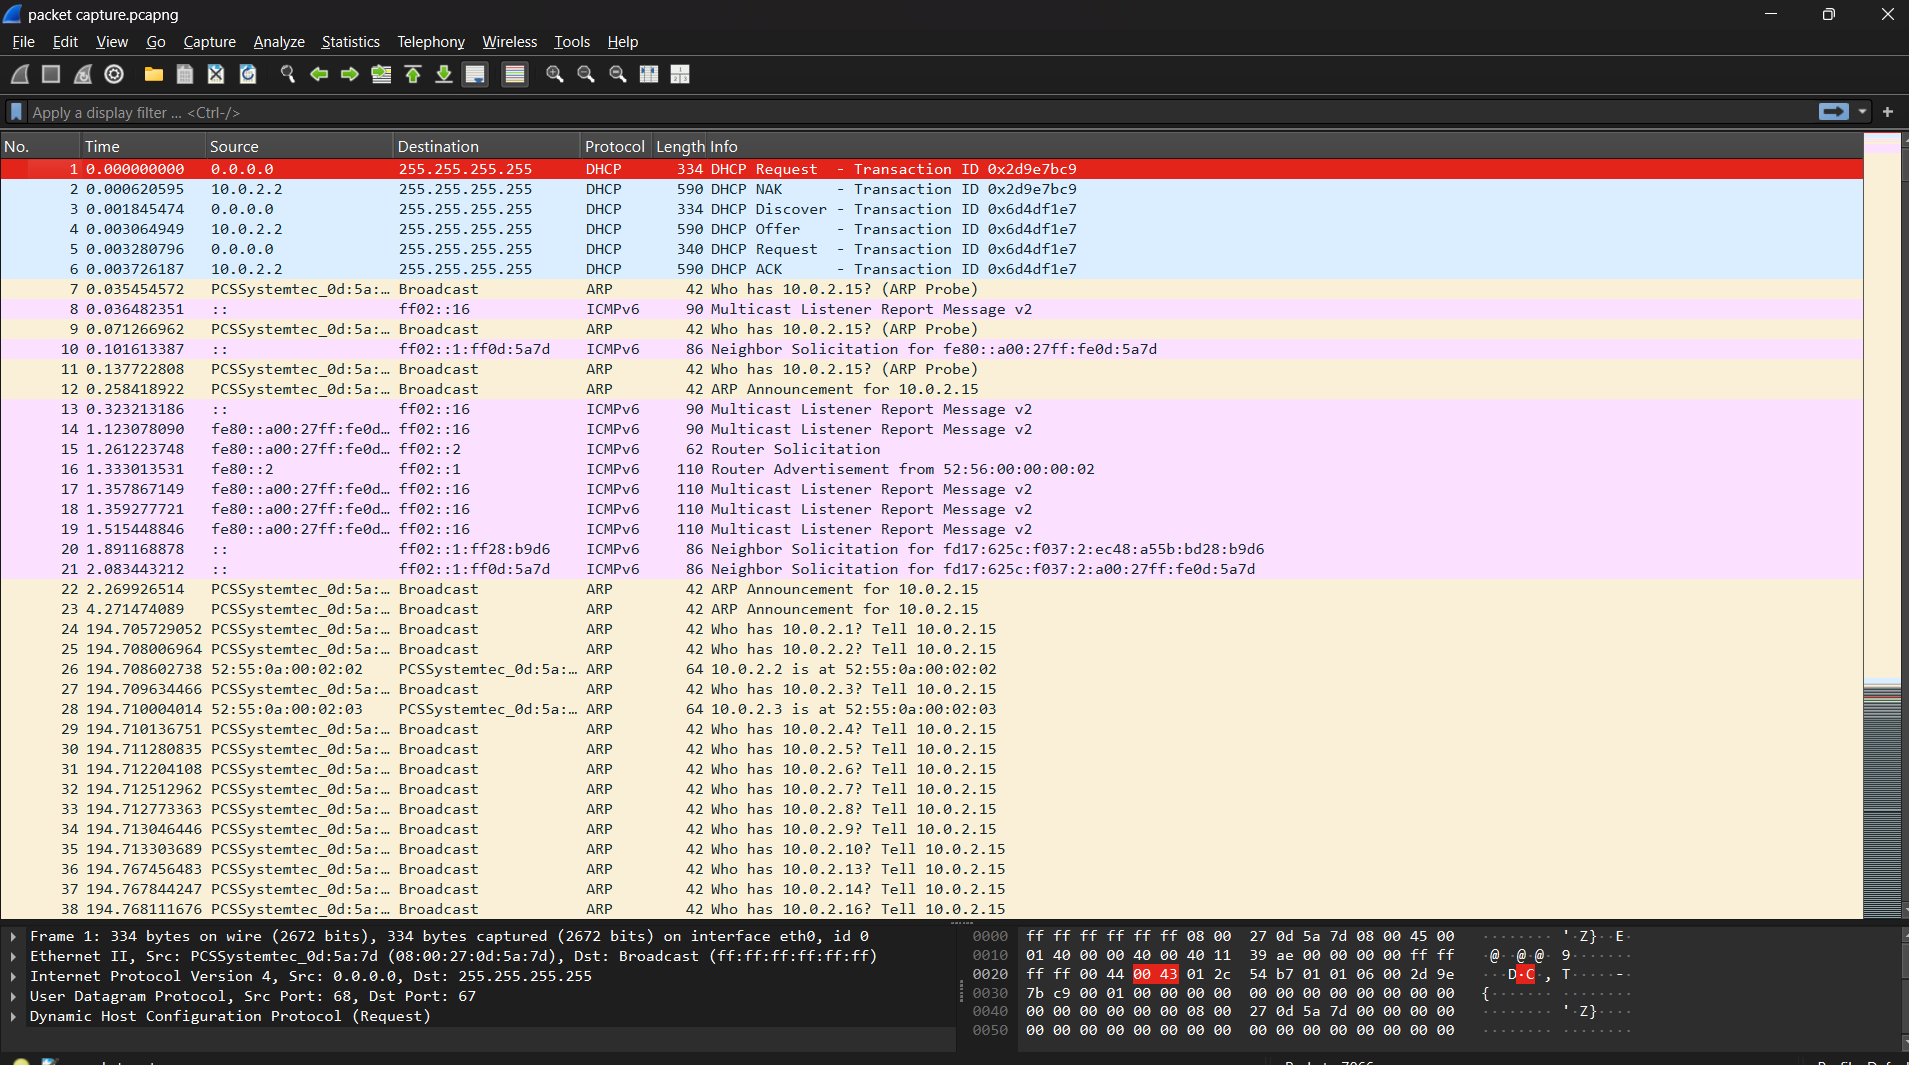 packet capture.pcapng
File Edit View Go Capture Analyze Statistics Telephony Wireless Tools Help
Apply a display filter ... <Ctrl-/>
No. Time Source Destination Protocol Length Info
1 0.000000000 0.0.0.0 255.255.255.255 DHCP 334 DHCP Request - Transaction ID 0x2d9e7bc9
2 0.000620595 10.0.2.2 255.255.255.255 DHCP 590 DHCP NAK - Transaction ID 0x2d9e7bc9
3 0.001845474 0.0.0.0 255.255.255.255 DHCP 334 DHCP Discover - Transaction ID 0x6d4df1e7
4 0.003064949 10.0.2.2 255.255.255.255 DHCP 590 DHCP Offer - Transaction ID 0x6d4df1e7
5 0.003280796 0.0.0.0 255.255.255.255 DHCP 340 DHCP Request - Transaction ID 0x6d4df1e7
6 0.003726187 10.0.2.2 255.255.255.255 DHCP 590 DHCP ACK - Transaction ID 0x6d4df1e7
7 0.035454572 PCSSystemtec_0d:5a:… Broadcast ARP 42 Who has 10.0.2.15? (ARP Probe)
8 0.036482351 :: ff02::16 ICMPv6 90 Multicast Listener Report Message v2
9 0.071266962 PCSSystemtec_0d:5a:… Broadcast ARP 42 Who has 10.0.2.15? (ARP Probe)
10 0.101613387 :: ff02::1:ff0d:5a7d ICMPv6 86 Neighbor Solicitation for fe80::a00:27ff:fe0d:5a7d
11 0.137722808 PCSSystemtec_0d:5a:… Broadcast ARP 42 Who has 10.0.2.15? (ARP Probe)
12 0.258418922 PCSSystemtec_0d:5a:… Broadcast ARP 42 ARP Announcement for 10.0.2.15
13 0.323213186 :: ff02::16 ICMPv6 90 Multicast Listener Report Message v2
14 1.123078090 fe80::a00:27ff:fe0d… ff02::16 ICMPv6 90 Multicast Listener Report Message v2
15 1.261223748 fe80::a00:27ff:fe0d… ff02::2 ICMPv6 62 Router Solicitation
16 1.333013531 fe80::2 ff02::1 ICMPv6 110 Router Advertisement from 52:56:00:00:00:02
17 1.357867149 fe80::a00:27ff:fe0d… ff02::16 ICMPv6 110 Multicast Listener Report Message v2
18 1.359277721 fe80::a00:27ff:fe0d… ff02::16 ICMPv6 110 Multicast Listener Report Message v2
19 1.515448846 fe80::a00:27ff:fe0d… ff02::16 ICMPv6 110 Multicast Listener Report Message v2
20 1.891168878 :: ff02::1:ff28:b9d6 ICMPv6 86 Neighbor Solicitation for fd17:625c:f037:2:ec48:a55b:bd28:b9d6
21 2.083443212 :: ff02::1:ff0d:5a7d ICMPv6 86 Neighbor Solicitation for fd17:625c:f037:2:a00:27ff:fe0d:5a7d
22 2.269926514 PCSSystemtec_0d:5a:… Broadcast ARP 42 ARP Announcement for 10.0.2.15
23 4.271474089 PCSSystemtec_0d:5a:… Broadcast ARP 42 ARP Announcement for 10.0.2.15
24 194.705729052 PCSSystemtec_0d:5a:… Broadcast ARP 42 Who has 10.0.2.1? Tell 10.0.2.15
25 194.708006964 PCSSystemtec_0d:5a:… Broadcast ARP 42 Who has 10.0.2.2? Tell 10.0.2.15
26 194.708602738 52:55:0a:00:02:02 PCSSystemtec_0d:5a:… ARP 64 10.0.2.2 is at 52:55:0a:00:02:02
27 194.709634466 PCSSystemtec_0d:5a:… Broadcast ARP 42 Who has 10.0.2.3? Tell 10.0.2.15
28 194.710004014 52:55:0a:00:02:03 PCSSystemtec_0d:5a:… ARP 64 10.0.2.3 is at 52:55:0a:00:02:03
29 194.710136751 PCSSystemtec_0d:5a:… Broadcast ARP 42 Who has 10.0.2.4? Tell 10.0.2.15
30 194.711280835 PCSSystemtec_0d:5a:… Broadcast ARP 42 Who has 10.0.2.5? Tell 10.0.2.15
31 194.712204108 PCSSystemtec_0d:5a:… Broadcast ARP 42 Who has 10.0.2.6? Tell 10.0.2.15
32 194.712512962 PCSSystemtec_0d:5a:… Broadcast ARP 42 Who has 10.0.2.7? Tell 10.0.2.15
33 194.712773363 PCSSystemtec_0d:5a:… Broadcast ARP 42 Who has 10.0.2.8? Tell 10.0.2.15
34 194.713046446 PCSSystemtec_0d:5a:… Broadcast ARP 42 Who has 10.0.2.9? Tell 10.0.2.15
35 194.713303689 PCSSystemtec_0d:5a:… Broadcast ARP 42 Who has 10.0.2.10? Tell 10.0.2.15
36 194.767456483 PCSSystemtec_0d:5a:… Broadcast ARP 42 Who has 10.0.2.13? Tell 10.0.2.15
37 194.767844247 PCSSystemtec_0d:5a:… Broadcast ARP 42 Who has 10.0.2.14? Tell 10.0.2.15
38 194.768111676 PCSSystemtec_0d:5a:… Broadcast ARP 42 Who has 10.0.2.16? Tell 10.0.2.15
Frame 1: 334 bytes on wire (2672 bits), 334 bytes captured (2672 bits) on interface eth0, id 0
Ethernet II, Src: PCSSystemtec_0d:5a:7d (08:00:27:0d:5a:7d), Dst: Broadcast (ff:ff:ff:ff:ff:ff)
Internet Protocol Version 4, Src: 0.0.0.0, Dst: 255.255.255.255
User Datagram Protocol, Src Port: 68, Dst Port: 67
Dynamic Host Configuration Protocol (Request)
0000 ff ff ff ff ff ff 08 00 27 0d 5a 7d 08 00 45 00 ········ '·Z}··E·
0010 01 40 00 00 40 00 40 11 39 ae 00 00 00 00 ff ff ·@··@·@· 9·······
0020 ff ff 00 44 00 43 01 2c 54 b7 01 01 06 00 2d 9e ···D·C·, T·····-·
0030 7b c9 00 01 00 00 00 00 00 00 00 00 00 00 00 00 {······· ········
0040 00 00 00 00 00 00 08 00 27 0d 5a 7d 00 00 00 00 ········ '·Z}····
0050 00 00 00 00 00 00 00 00 00 00 00 00 00 00 00 00 ········ ········